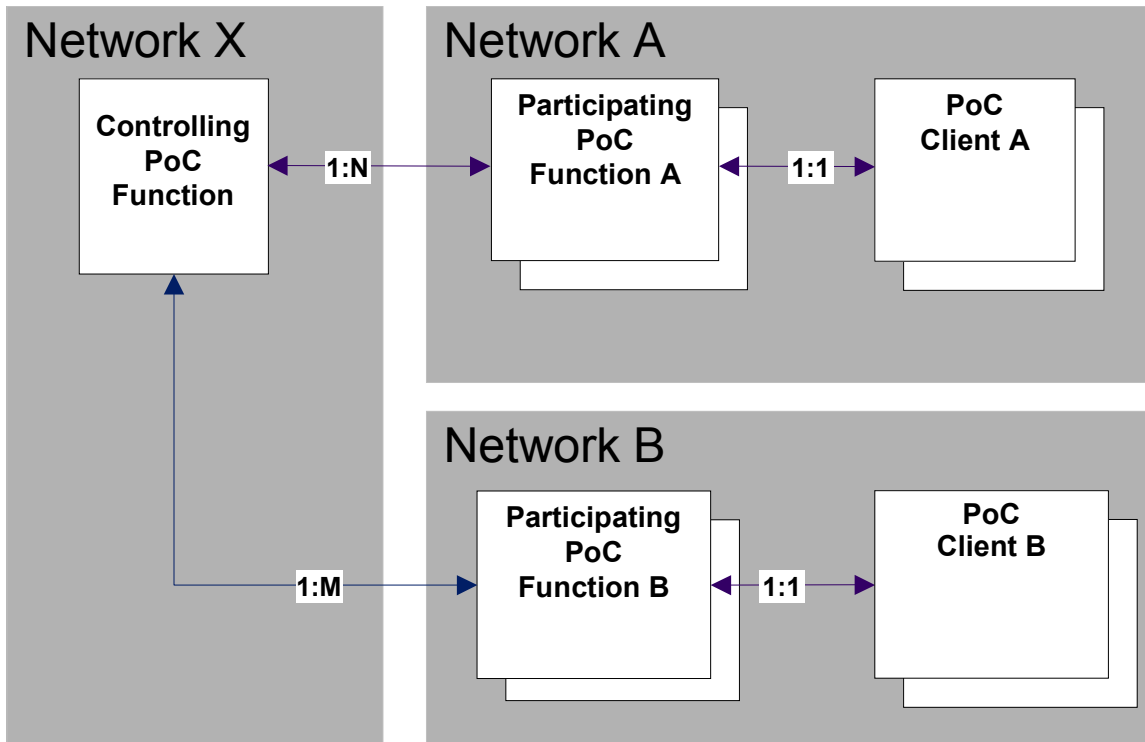 Network X
Controlling
PoC
Function
1:N
Network A
Participating
PoC
Function A
1:1
PoC
Client A
Network B
1:M
Participating
PoC
Function B
1:1
PoC
Client B